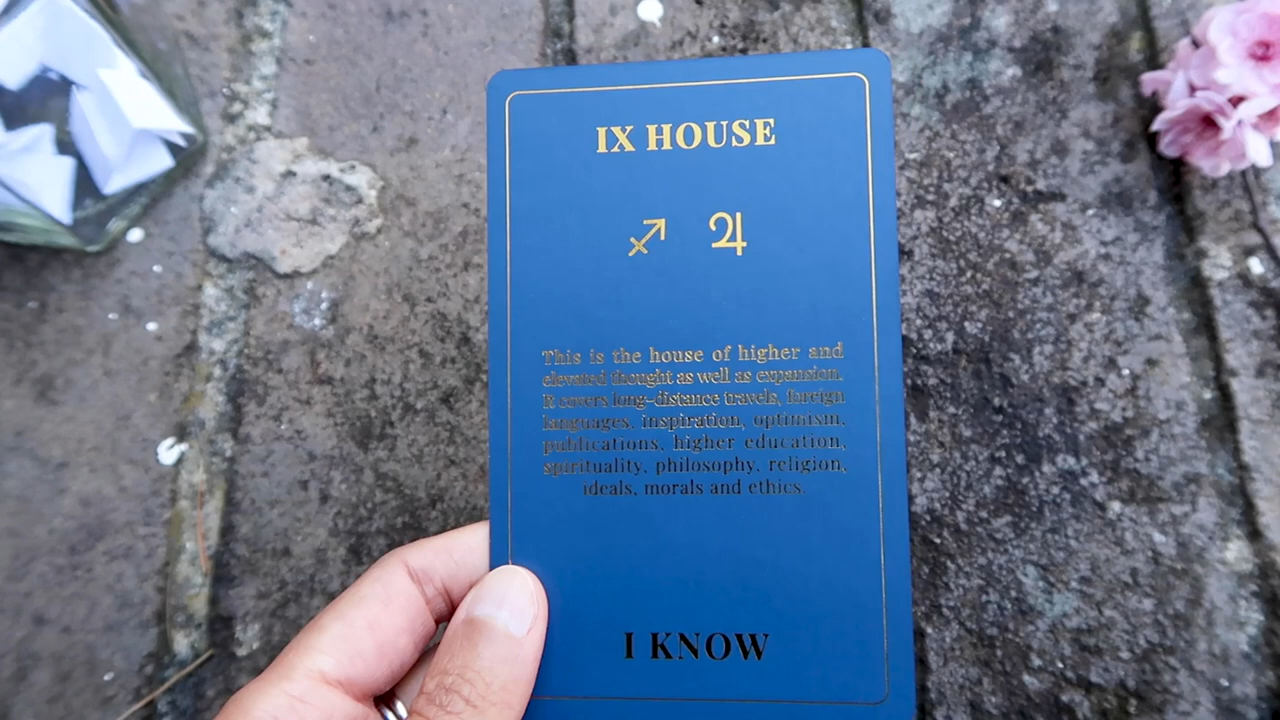 IX HOUSE
♐ ♃
This is the house of higher and
elevated thought as well as expansion.
It covers long-distance travels, foreign
languages, inspiration, optimism,
publications, higher education,
spirituality, philosophy, religion,
ideals, morals and ethics.
I KNOW